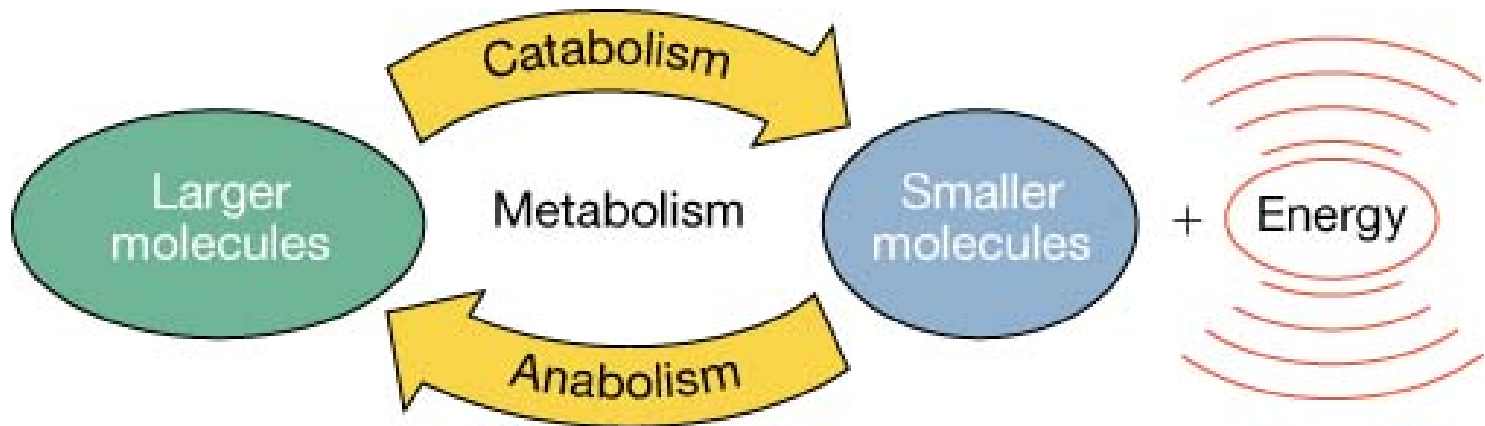 Catabolism
Larger
molecules
Metabolism
Smaller
molecules
+
Energy
Anabolism